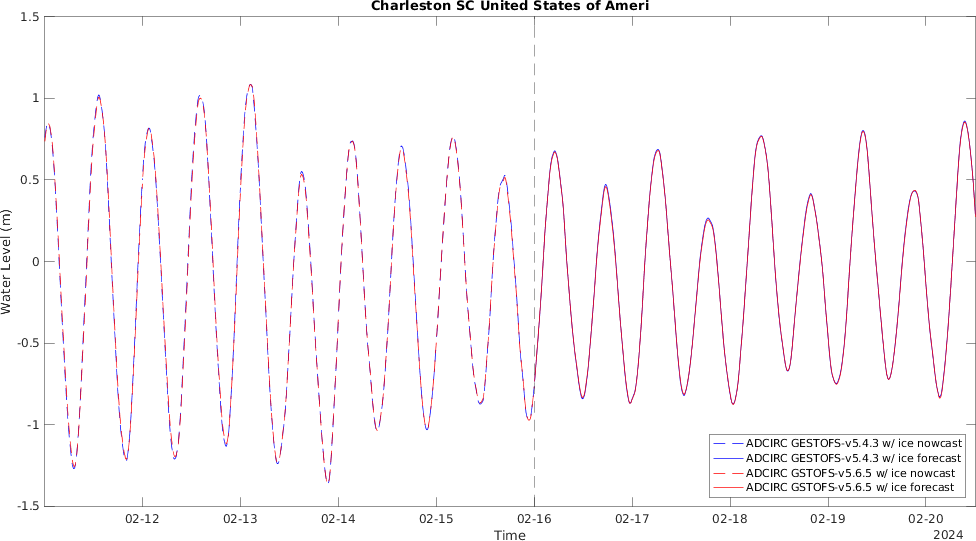 Charleston SC United States of Ameri
1.5
1
0.5
0
-0.5
-1
-1.5
Water Level (m)
02-12 02-13 02-14 02-15 02-16 02-17 02-18 02-19 02-20
Time
2024
ADCIRC GESTOFS-v5.4.3 w/ ice nowcast
ADCIRC GESTOFS-v5.4.3 w/ ice forecast
ADCIRC GSTOFS-v5.6.5 w/ ice nowcast
ADCIRC GSTOFS-v5.6.5 w/ ice forecast